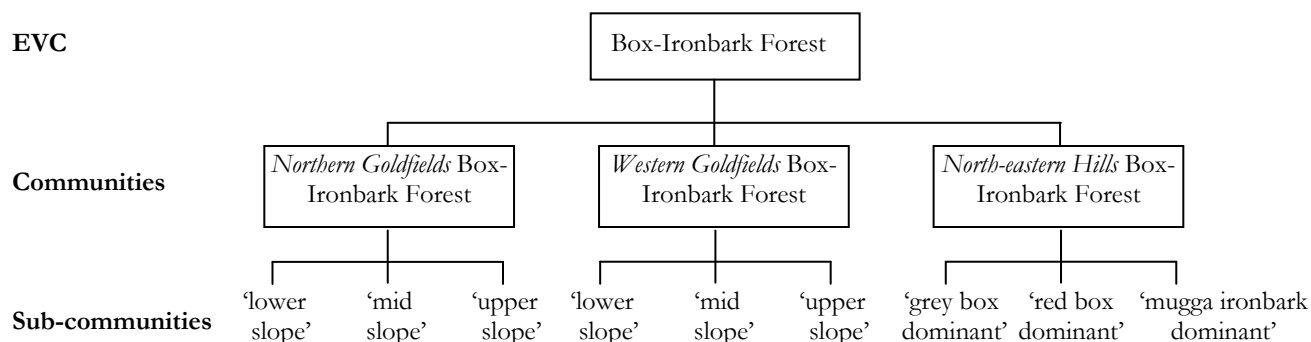 EVC
Box-Ironbark Forest
Communities
Northern Goldfields Box-
Ironbark Forest
Western Goldfields Box-
Ironbark Forest
North-eastern Hills Box-
Ironbark Forest
Sub-communities
‘lower
slope’
‘mid
slope’
‘upper
slope’
‘lower
slope’
‘mid
slope’
‘upper
slope’
‘grey box
dominant’
‘red box
dominant’
‘mugga ironbark
dominant’